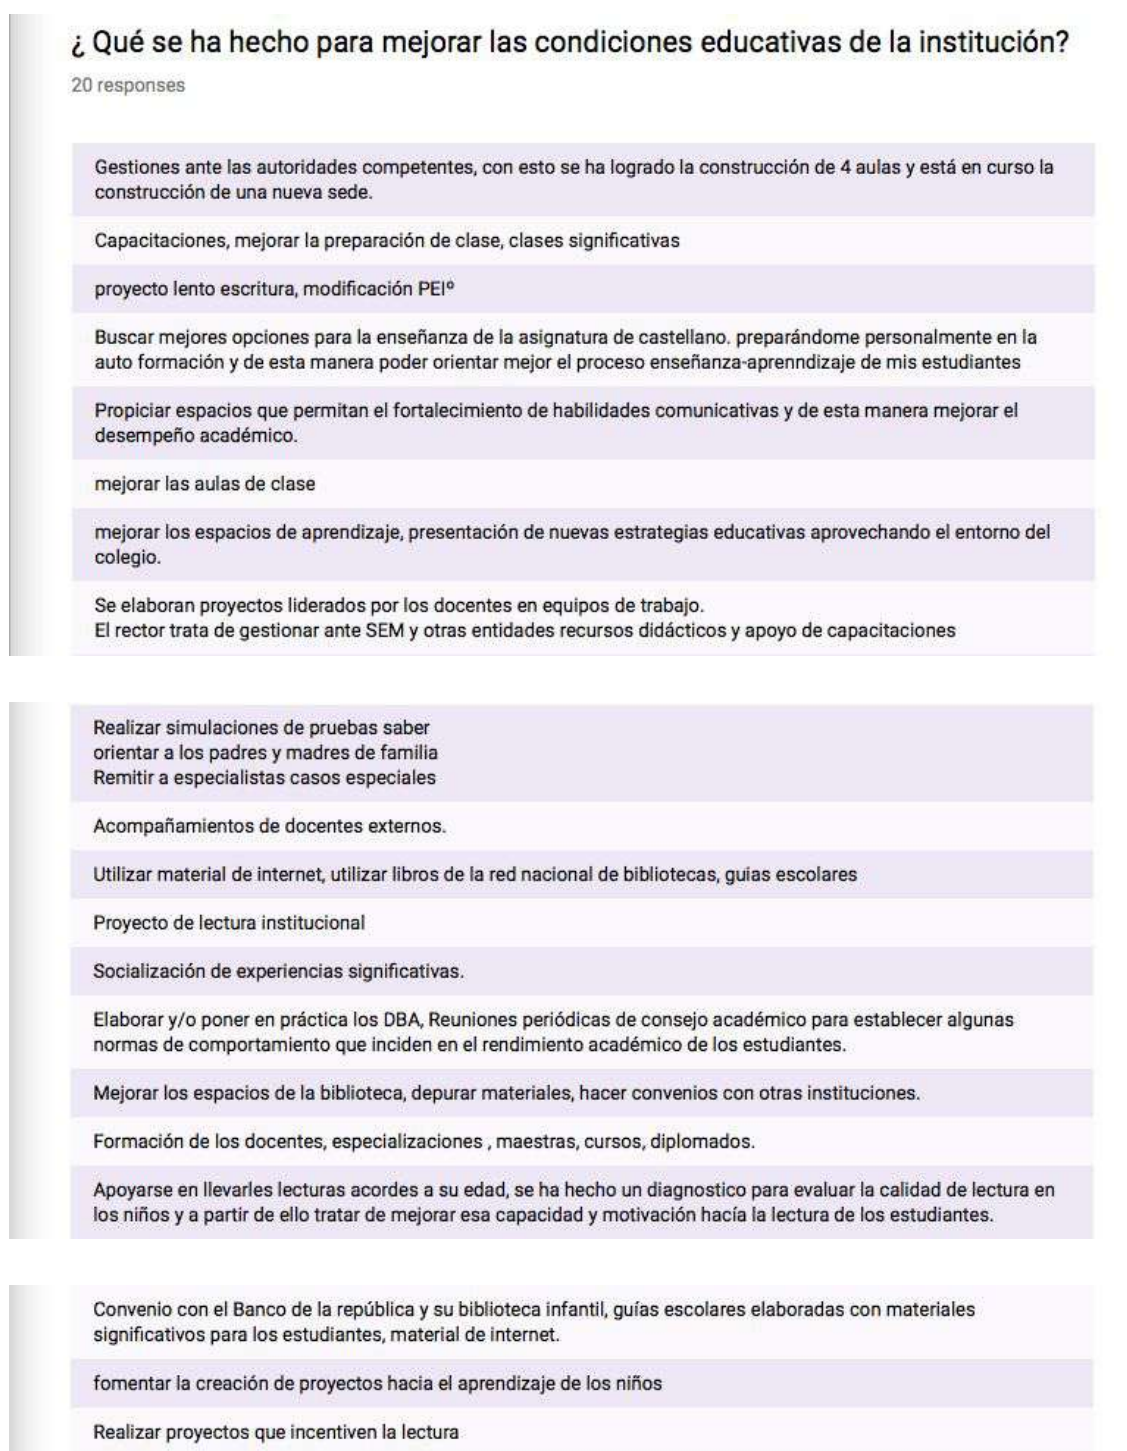 ¿ Qué se ha hecho para mejorar las condiciones educativas de la institución?
20 responses
Gestiones ante las autoridades competentes, con esto se ha logrado la construcción de 4 aulas y está en curso la
construcción de una nueva sede.
Capacitaciones, mejorar la preparación de clase, clases significativas
proyecto lento escritura, modificación PEIº
Buscar mejores opciones para la enseñanza de la asignatura de castellano. preparándome personalmente en la
auto formación y de esta manera poder orientar mejor el proceso enseñanza-aprenndizaje de mis estudiantes
Propiciar espacios que permitan el fortalecimiento de habilidades comunicativas y de esta manera mejorar el
desempeño académico.
mejorar las aulas de clase
mejorar los espacios de aprendizaje, presentación de nuevas estrategias educativas aprovechando el entorno del
colegio.
Se elaboran proyectos liderados por los docentes en equipos de trabajo.
El rector trata de gestionar ante SEM y otras entidades recursos didácticos y apoyo de capacitaciones
Realizar simulaciones de pruebas saber
orientar a los padres y madres de familia
Remitir a especialistas casos especiales
Acompañamientos de docentes externos.
Utilizar material de internet, utilizar libros de la red nacional de bibliotecas, guias escolares
Proyecto de lectura institucional
Socialización de experiencias significativas.
Elaborar y/o poner en práctica los DBA, Reuniones periódicas de consejo académico para establecer algunas
normas de comportamiento que inciden en el rendimiento académico de los estudiantes.
Mejorar los espacios de la biblioteca, depurar materiales, hacer convenios con otras instituciones.
Formación de los docentes, especializaciones , maestras, cursos, diplomados.
Apoyarse en llevarles lecturas acordes a su edad, se ha hecho un diagnostico para evaluar la calidad de lectura en
los niños y a partir de ello tratar de mejorar esa capacidad y motivación hacía la lectura de los estudiantes.
Convenio con el Banco de la república y su biblioteca infantil, guías escolares elaboradas con materiales
significativos para los estudiantes, material de internet.
fomentar la creación de proyectos hacia el aprendizaje de los niños
Realizar proyectos que incentiven la lectura